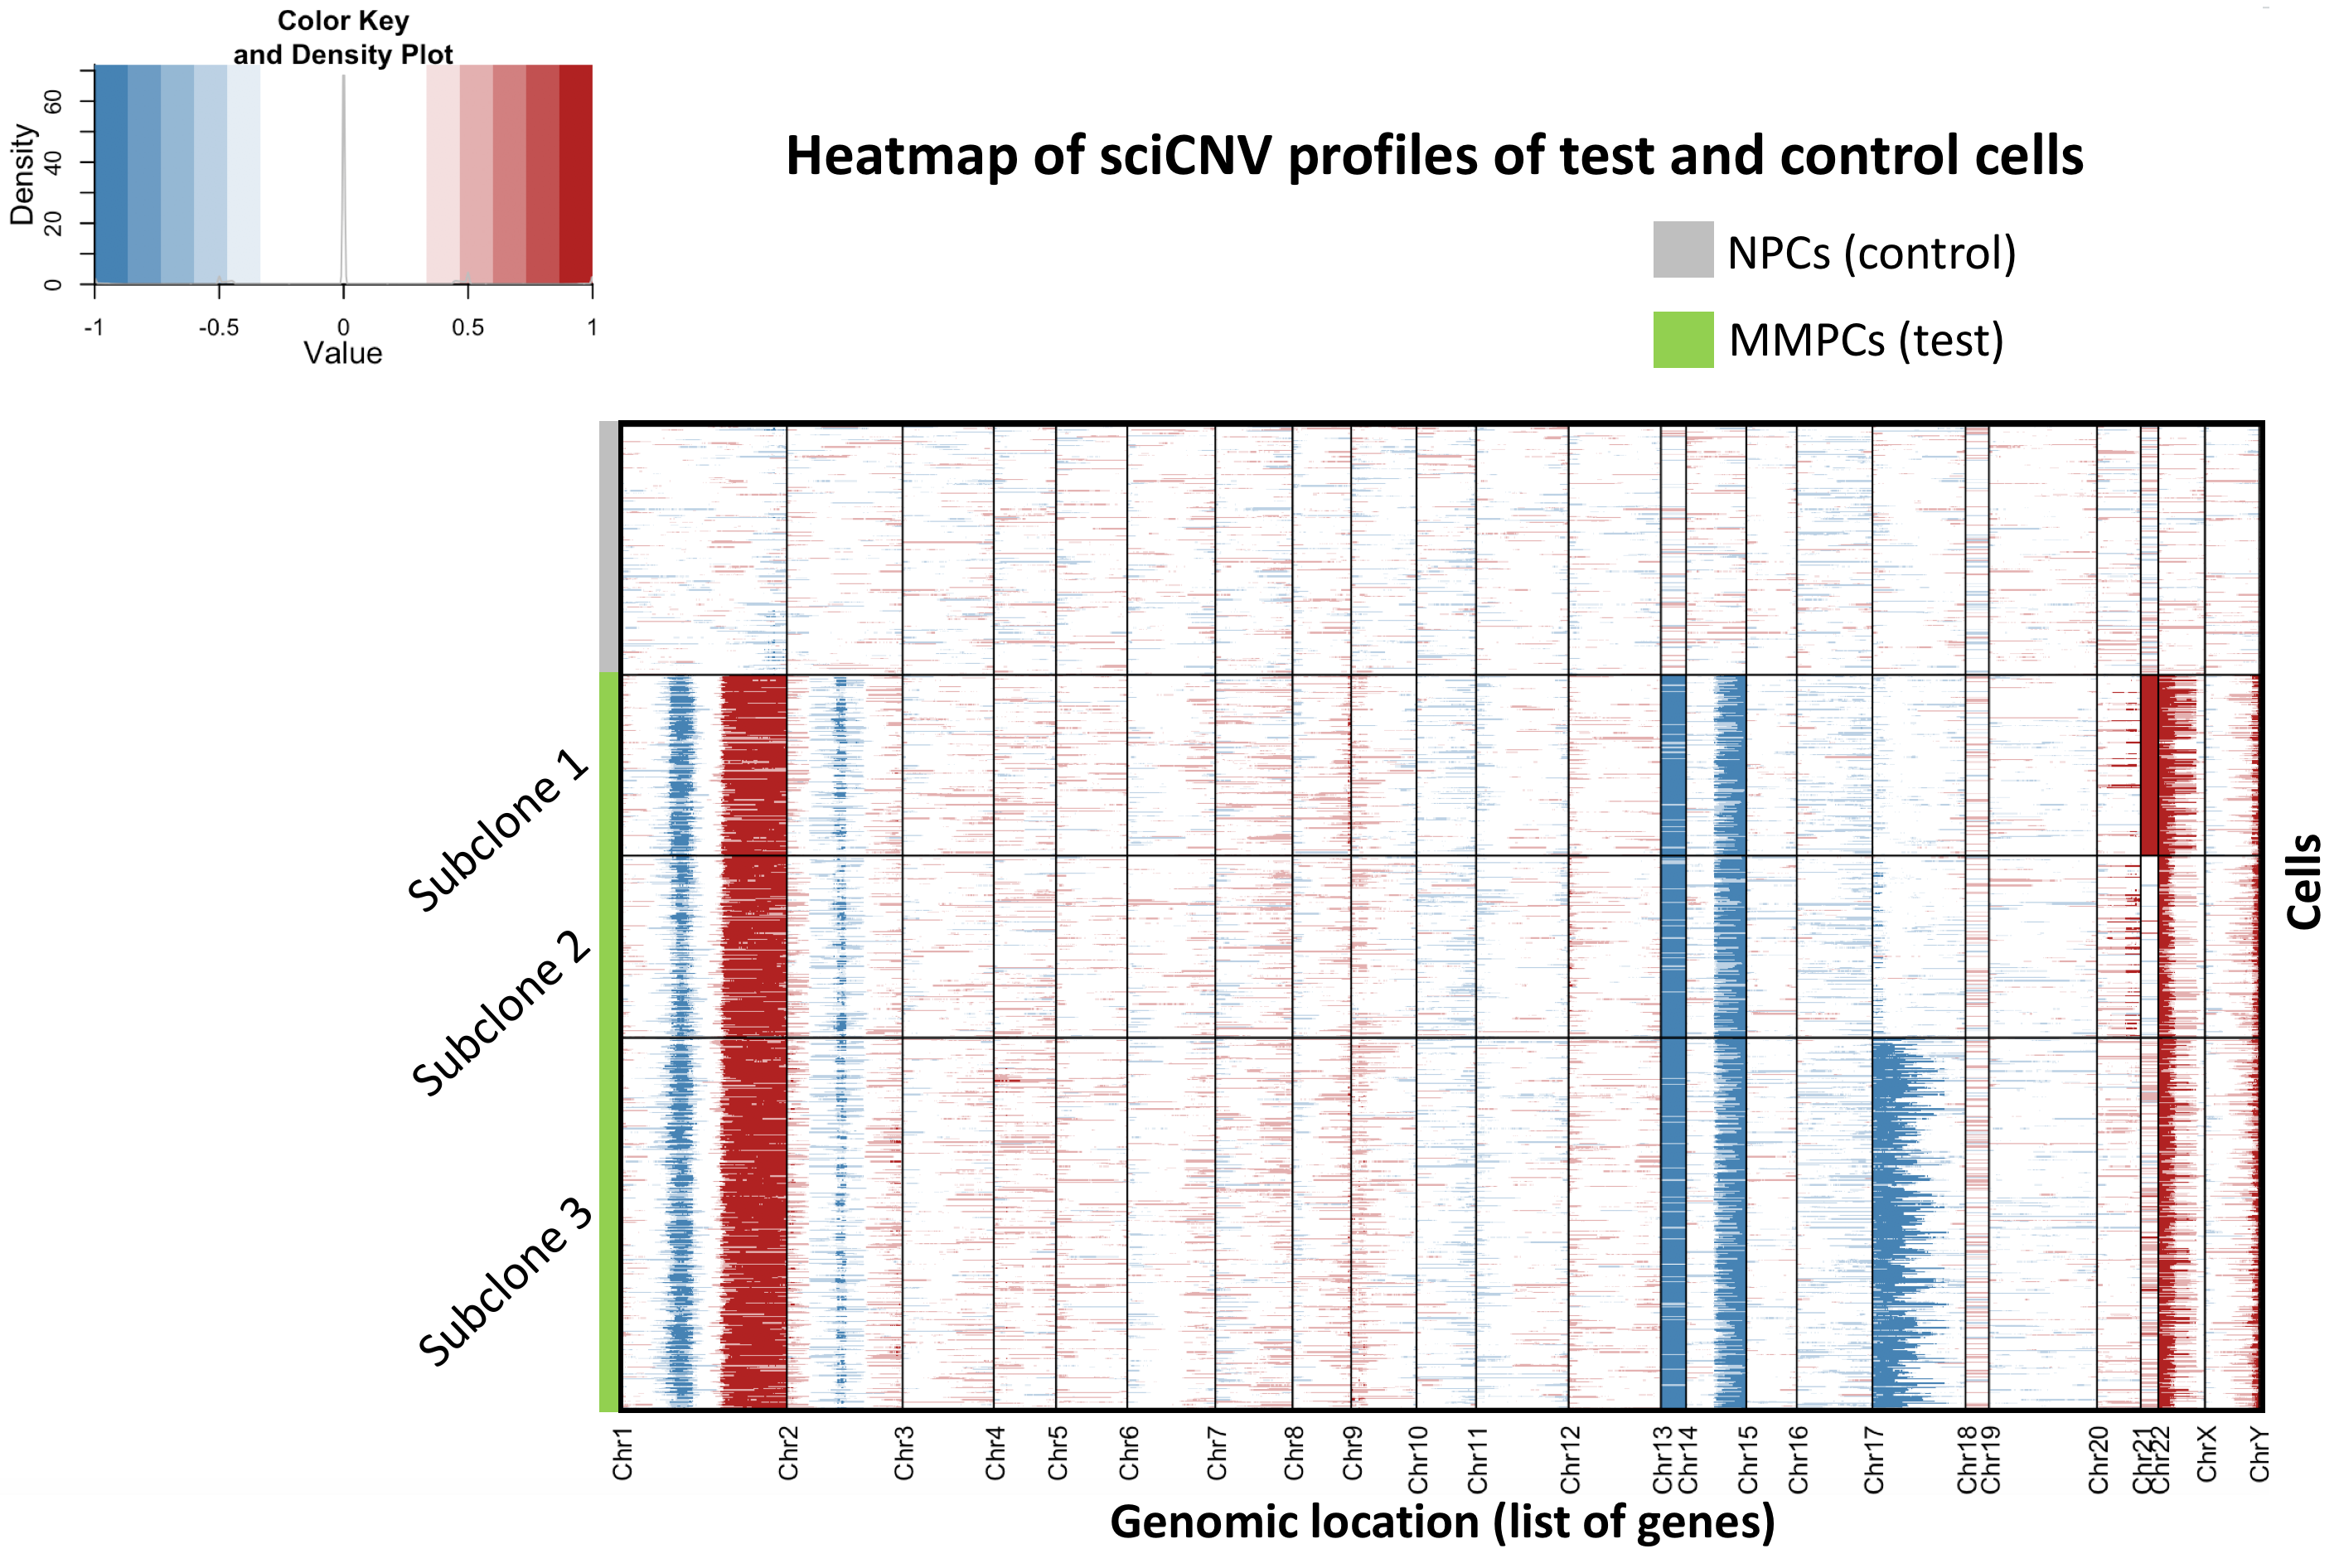 Color Key
and Density Plot
Density
0
20
40
60
-1
-0.5
0
0.5
1
Value
Heatmap of sciCNV profiles of test and control cells
NPCs (control)
MMPCs (test)
Subclone 1
Subclone 2
Subclone 3
Cells
Chr1
Chr2
Chr3
Chr4
Chr5
Chr6
Chr7
Chr8
Chr9
Chr10
Chr11
Chr12
Chr13
Chr14
Chr15
Chr16
Chr17
Chr18
Chr19
Chr20
Chr21
Chr22
ChrX
ChrY
Genomic location (list of genes)